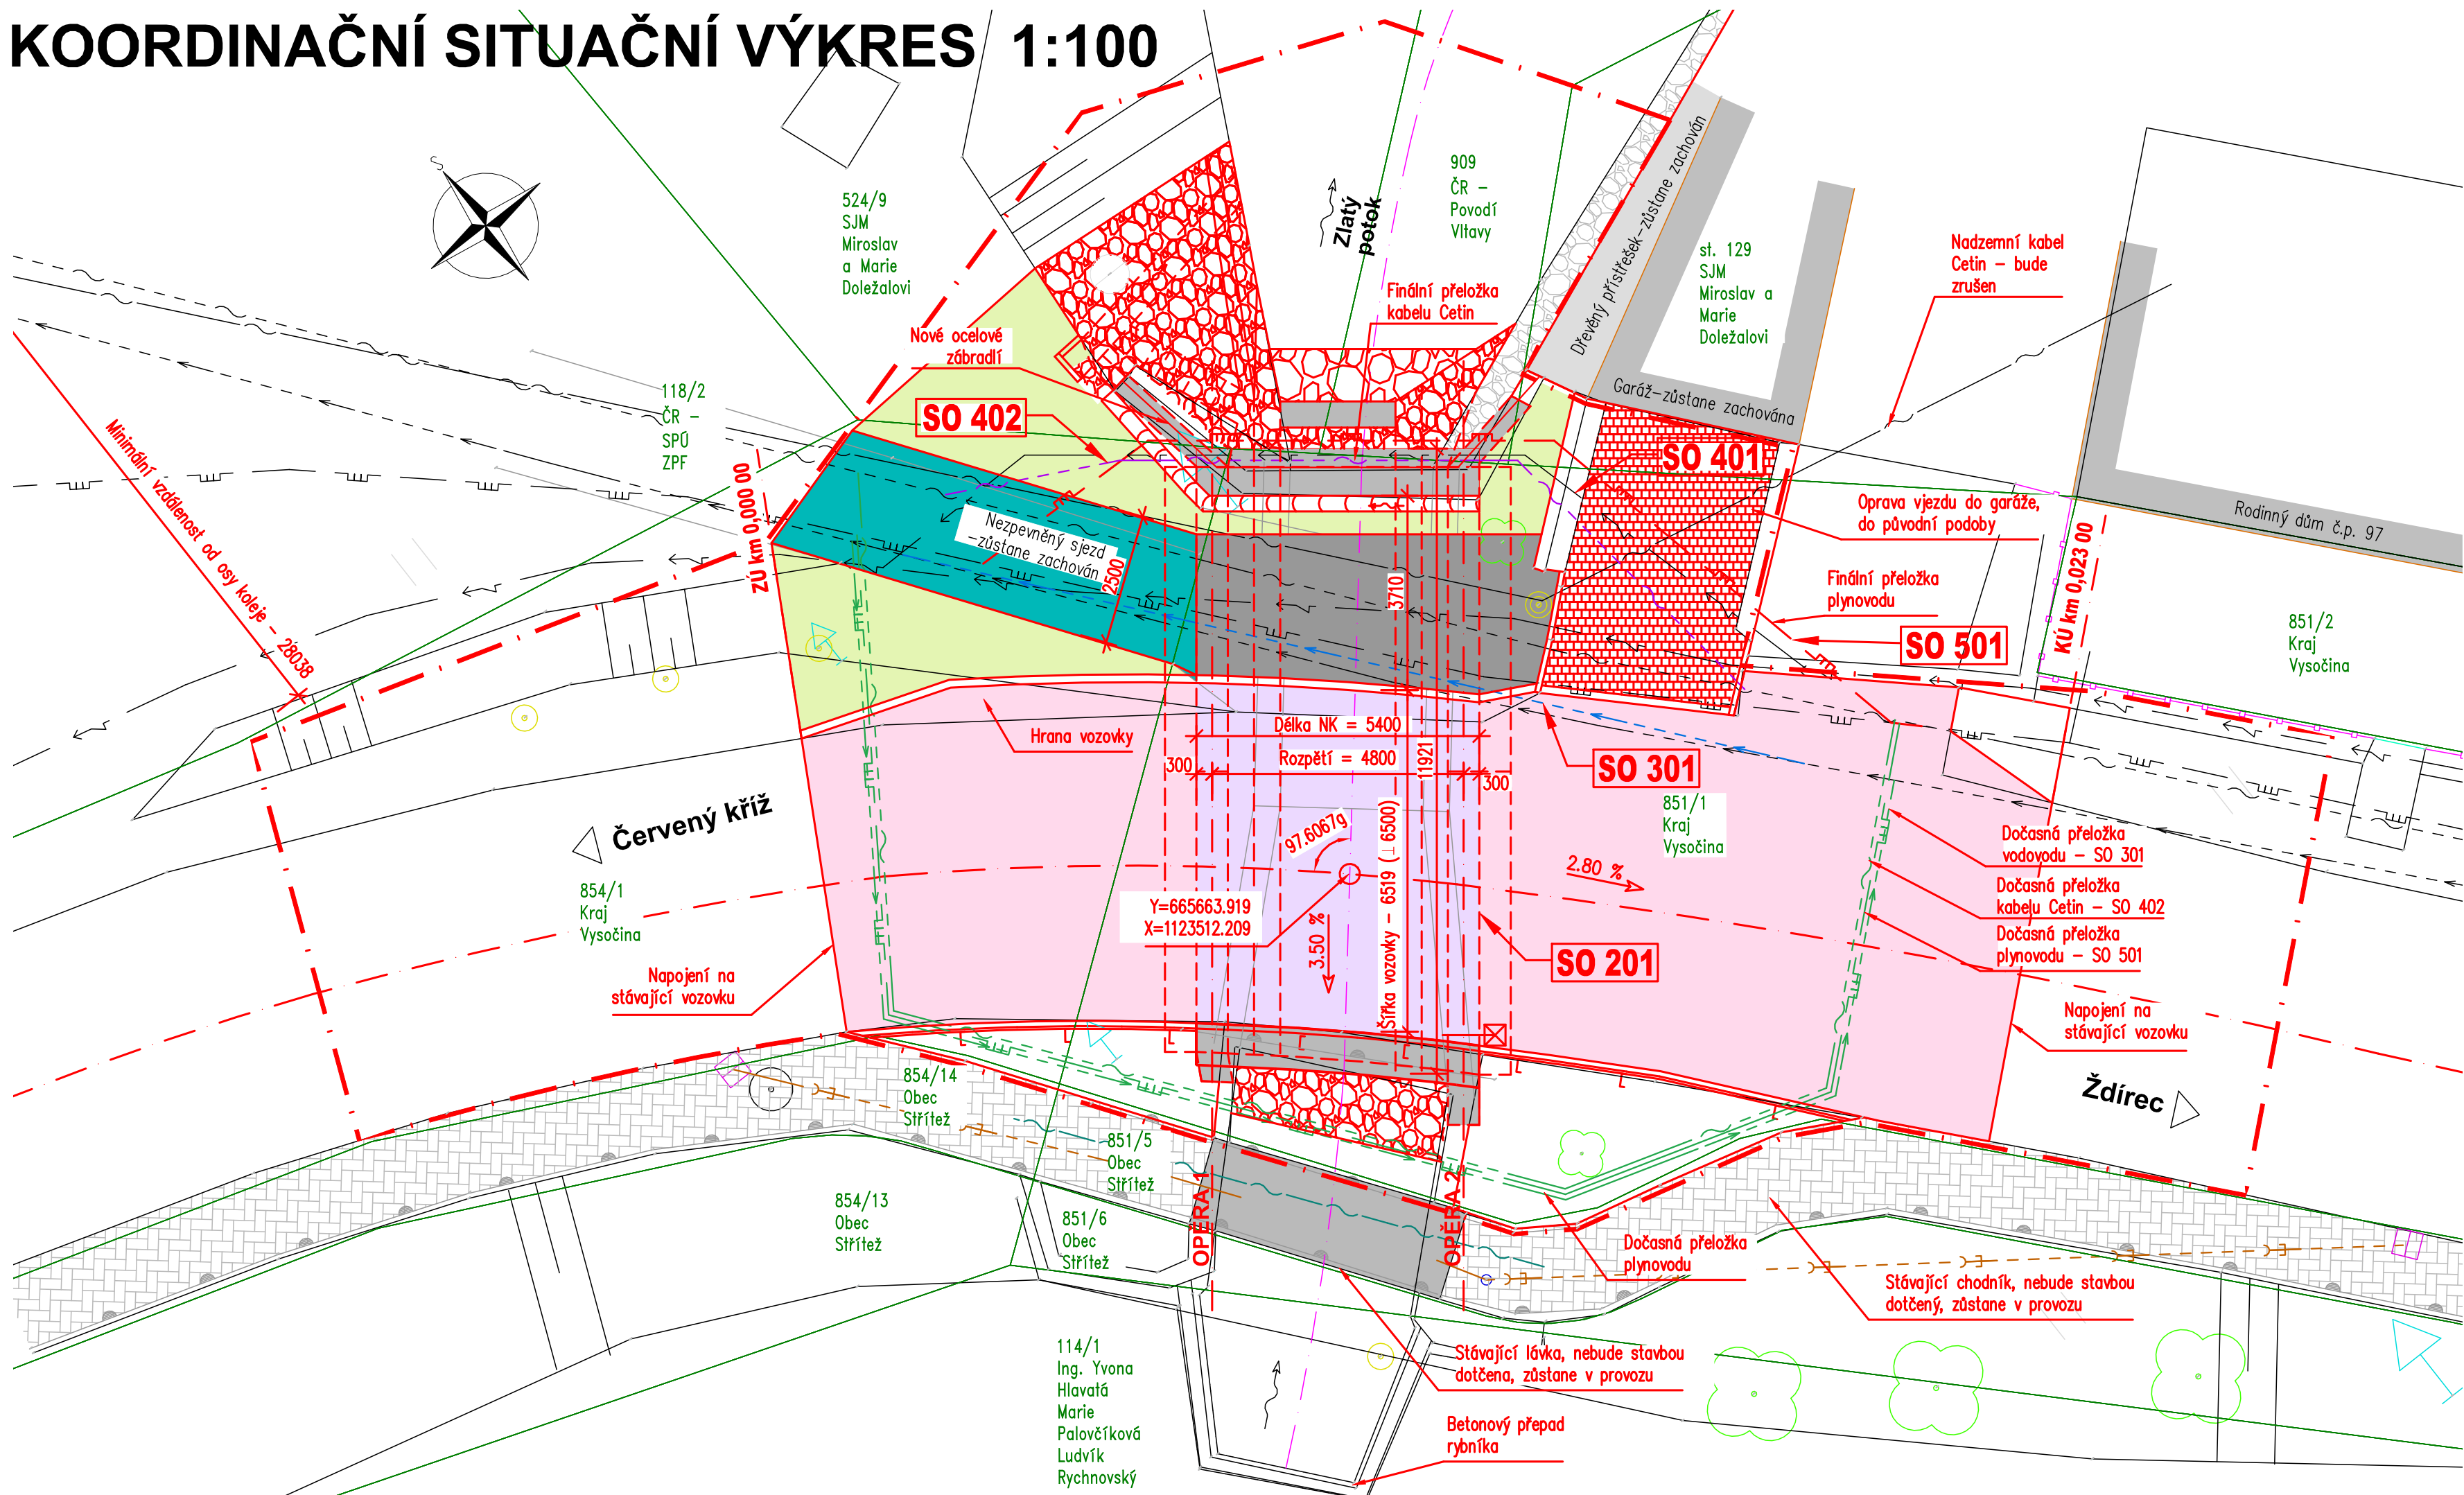 KOORDINAČNÍ SITUAČNÍ VÝKRES 1:100
S
524/9
SJM
Miroslav
a Marie
Doležalovi
909
ČR –
Povodí
Vltavy
Zlatý
potok
Dřevěný přístřešek–zůstane zachován
st. 129
SJM
Miroslav a
Marie
Doležalovi
Nadzemní kabel
Cetin – bude
zrušen
Finální přeložka
kabelu Cetin
Nové ocelové
zábradlí
Garáž–zůstane zachována
118/2
ČR –
SPÚ
ZPF
SO 402
SO 401
Minimální vzdálenost od osy koleje – 28038
ZÚ km 0,000 00
Nezpevněný sjezd
–zůstane zachován
2500
3710
Oprava vjezdu do garáže,
do původní podoby
Rodinný dům č.p. 97
KÚ km 0,023 00
Finální přeložka
plynovodu
SO 501
851/2
Kraj
Vysočina
Hrana vozovky
Délka NK = 5400
Rozpětí = 4800
300
300
11921
SO 301
851/1
Kraj
Vysočina
Červený kříž
97.6067g
Šířka vozovky – 6519 (⊥ 6500)
2.80 %
3.50 %
Dočasná přeložka
vodovodu – SO 301
Dočasná přeložka
kabelu Cetin – SO 402
Dočasná přeložka
plynovodu – SO 501
854/1
Kraj
Vysočina
Y=665663.919
X=1123512.209
SO 201
Napojení na
stávající vozovku
Napojení na
stávající vozovku
Ždírec
854/14
Obec
Střítež
851/5
Obec
Střítež
854/13
Obec
Střítež
851/6
Obec
Střítež
OPĚRA 1
OPĚRA 2
Dočasná přeložka
plynovodu
Stávající chodník, nebude stavbou
dotčený, zůstane v provozu
114/1
Ing. Yvona
Hlavatá
Marie
Palovčíková
Ludvík
Rychnovský
Stávající lávka, nebude stavbou
dotčena, zůstane v provozu
Betonový přepad
rybníka